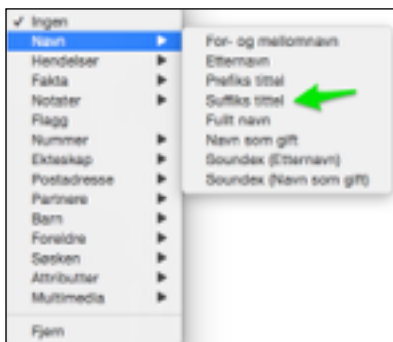 ✓ Ingen
Navn
Hendelser
Fakta
Notater
Flagg
Nummer
Ekteskap
Postadresse
Partnere
Barn
Foreldre
Søsken
Attributter
Multimedia
Fjern
For- og mellomnavn
Etternavn
Prefiks tittel
Suffiks tittel
Fullt navn
Navn som gift
Soundex (Etternavn)
Soundex (Navn som gift)